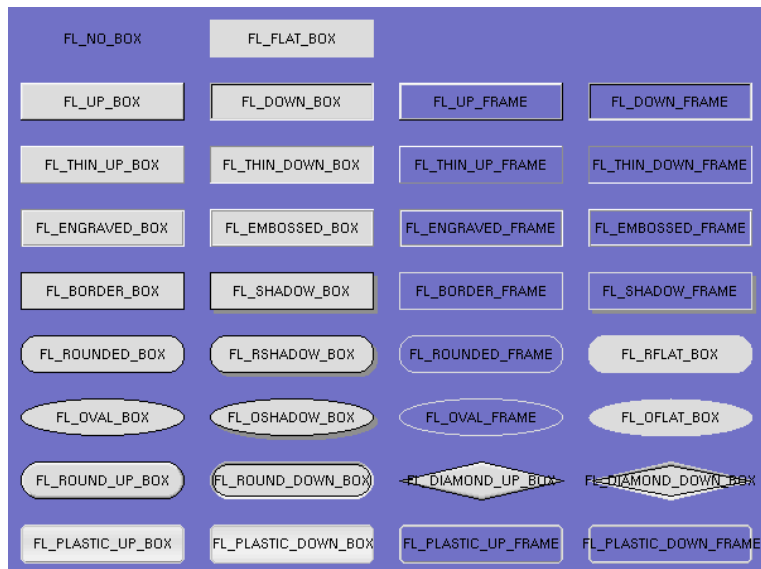 FL_NO_BOX FL_FLAT_BOX
FL_UP_BOX FL_DOWN_BOX FL_UP_FRAME FL_DOWN_FRAME
FL_THIN_UP_BOX FL_THIN_DOWN_BOX FL_THIN_UP_FRAME FL_THIN_DOWN_FRAME
FL_ENGRAVED_BOX FL_EMBOSSED_BOX FL_ENGRAVED_FRAME FL_EMBOSSED_FRAME
FL_BORDER_BOX FL_SHADOW_BOX FL_BORDER_FRAME FL_SHADOW_FRAME
FL_ROUNDED_BOX FL_RSHADOW_BOX FL_ROUNDED_FRAME FL_RFLAT_BOX
FL_OVAL_BOX FL_OSHADOW_BOX FL_OVAL_FRAME FL_OFLAT_BOX
FL_ROUND_UP_BOX FL_ROUND_DOWN_BOX FL_DIAMOND_UP_BOX FL_DIAMOND_DOWN_BOX
FL_PLASTIC_UP_BOX FL_PLASTIC_DOWN_BOX FL_PLASTIC_UP_FRAME FL_PLASTIC_DOWN_FRAME